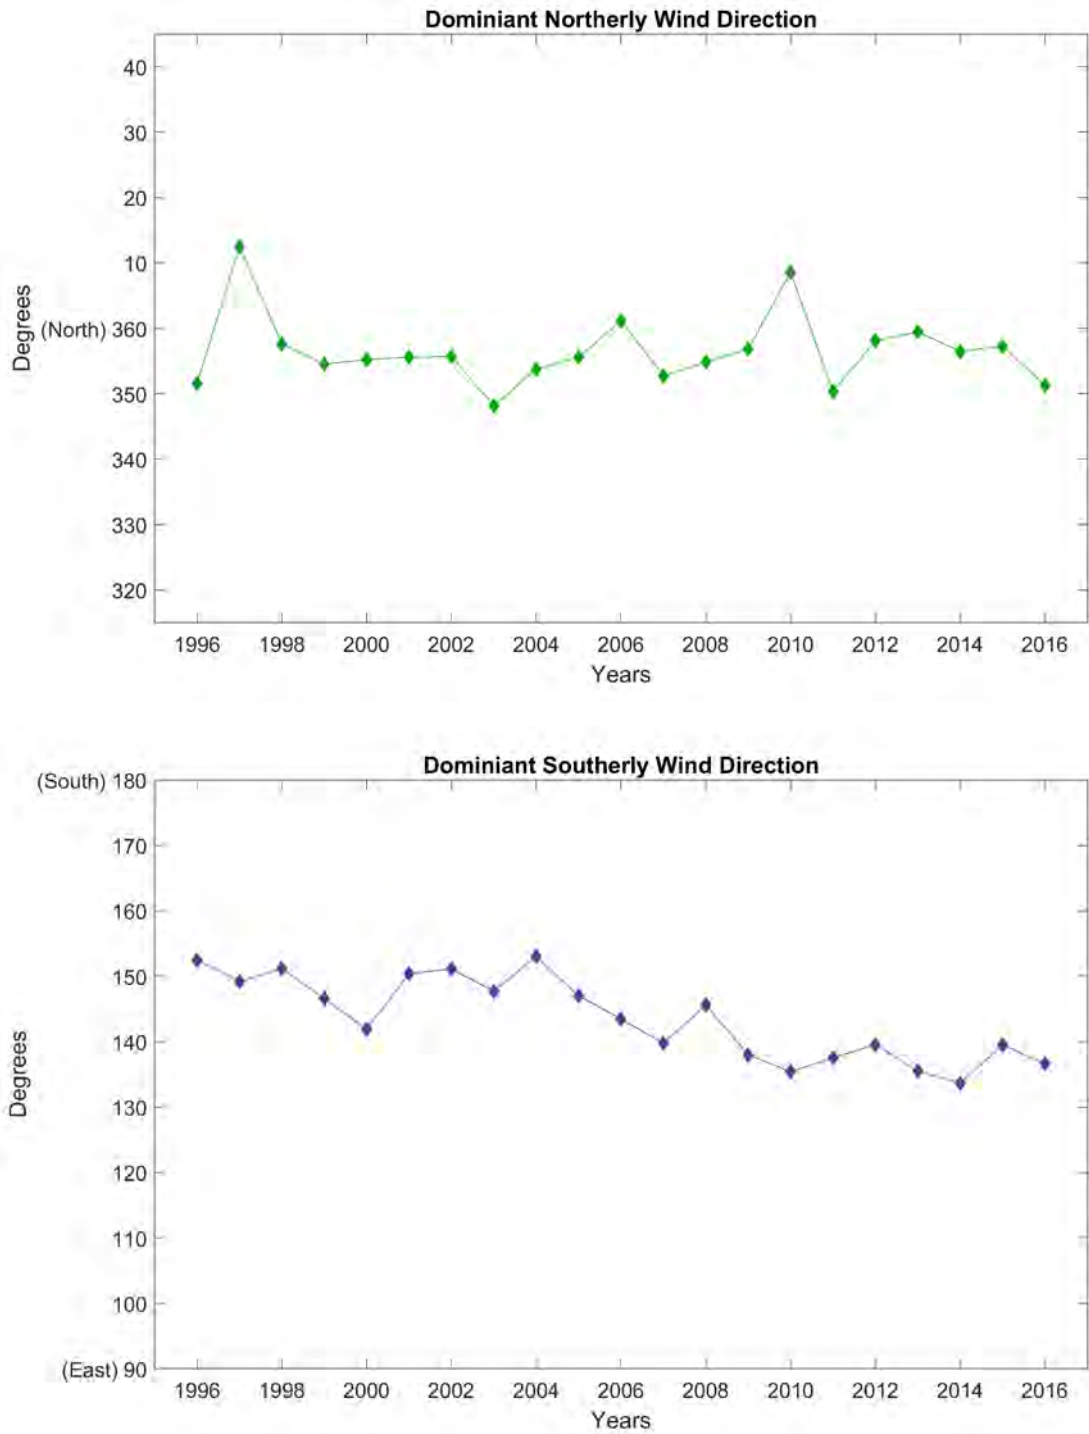 Dominiant Northerly Wind Direction
40
30
20
10
(North) 360
350
340
330
320
Degrees
1996 1998 2000 2002 2004 2006 2008 2010 2012 2014 2016
Years
Dominiant Southerly Wind Direction
(South) 180
170
160
150
140
130
120
110
100
(East) 90
Degrees
1996 1998 2000 2002 2004 2006 2008 2010 2012 2014 2016
Years